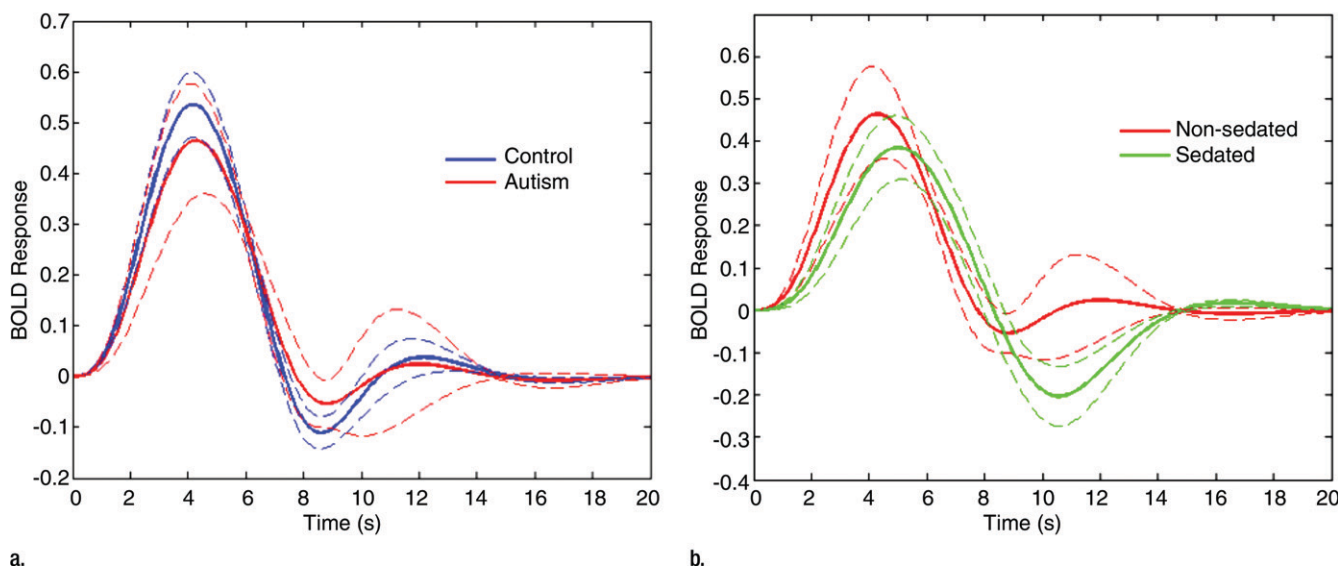 0.7
0.6
0.5
0.4
0.3
0.2
0.1
0
-0.1
-0.2
BOLD Response
0 2 4 6 8 10 12 14 16 18 20
Time (s)
Control
Autism
a.
0.6
0.5
0.4
0.3
0.2
0.1
0
-0.1
-0.2
-0.3
-0.4
BOLD Response
0 2 4 6 8 10 12 14 16 18 20
Time (s)
Non-sedated
Sedated
b.